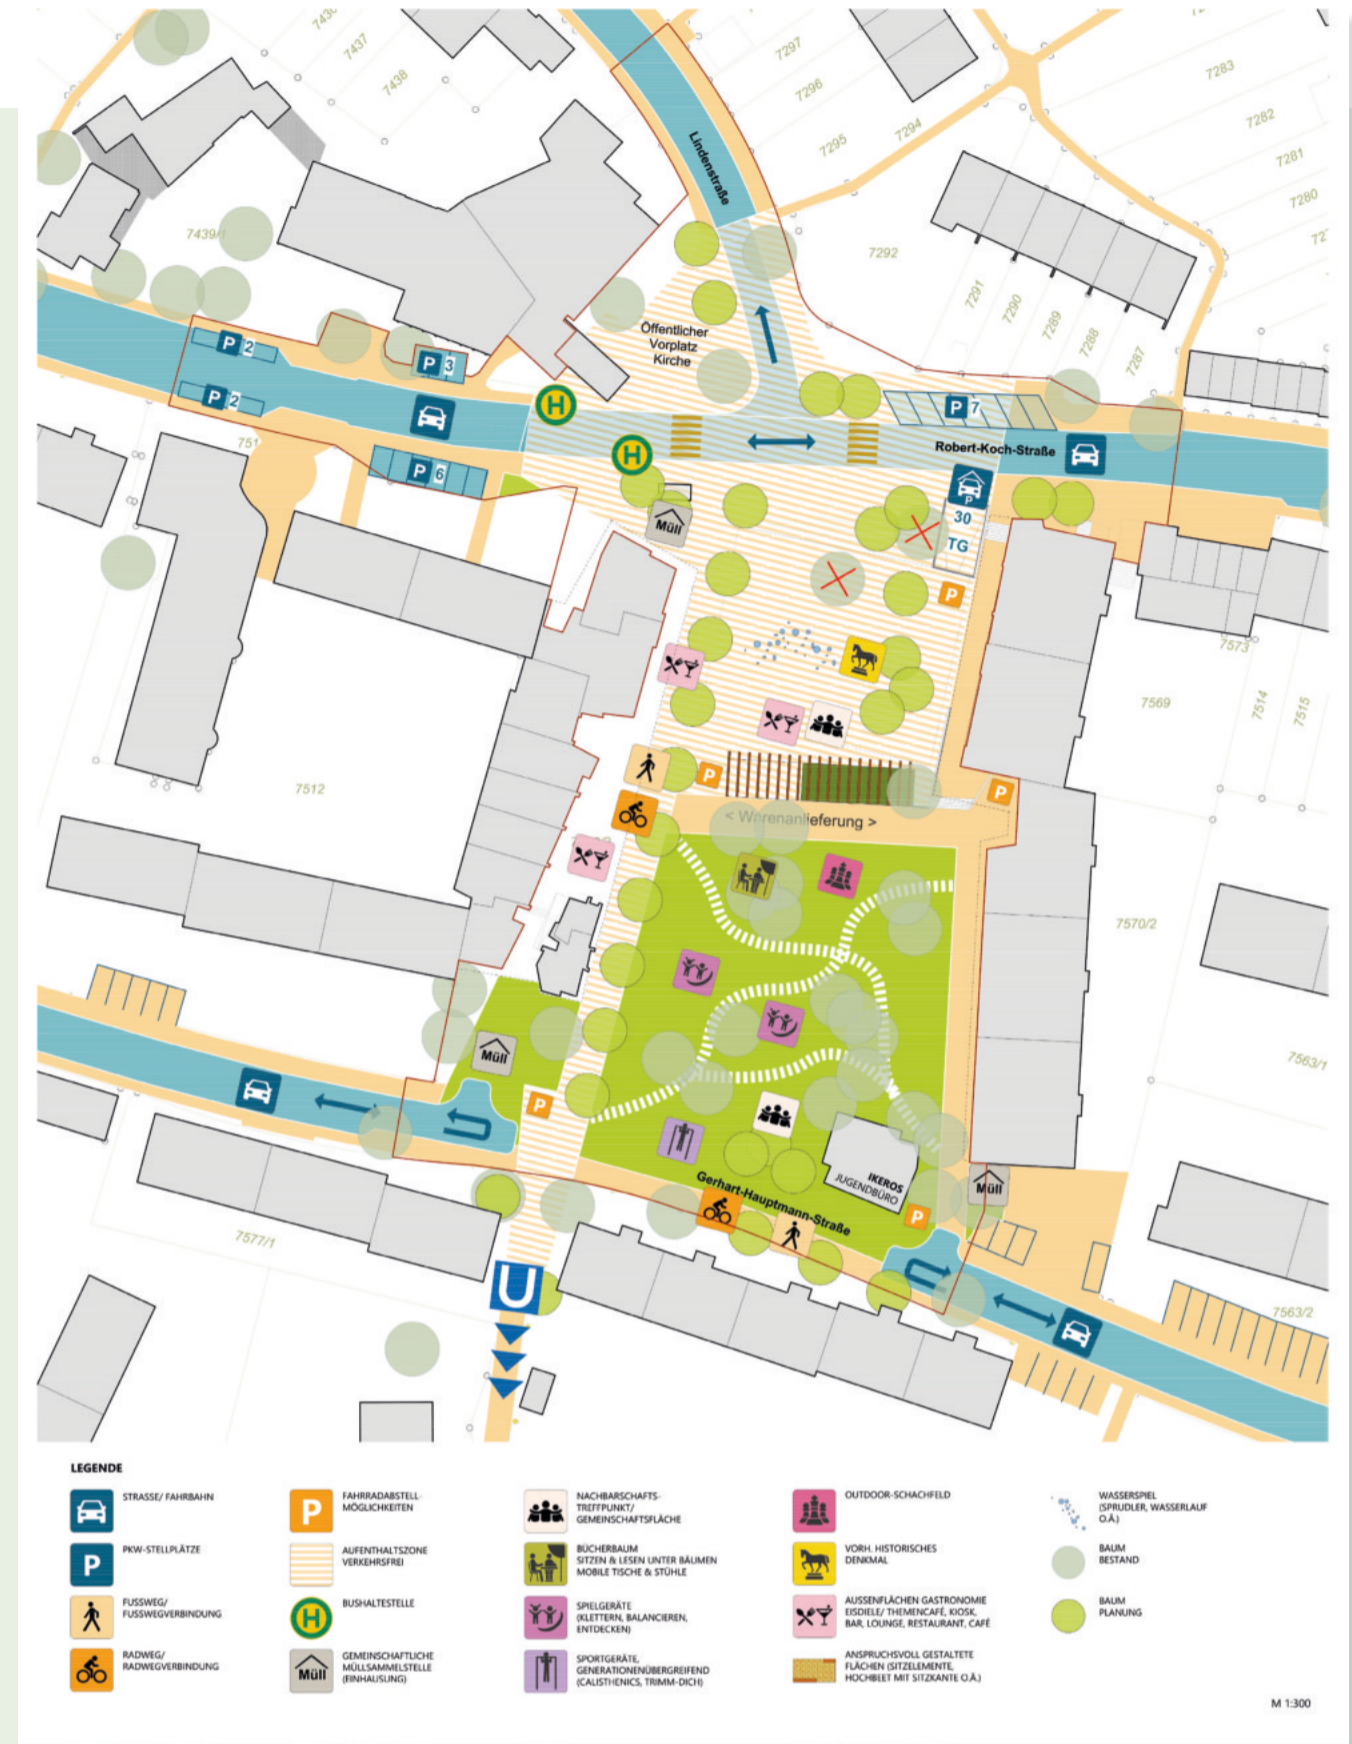 7436
7437
7438
7297
7296
7295
7294
7283
7282
7281
7280
Lindenstraße
7439/1
7292
7291
7290
7289
7288
7287
P 2
P 3
Öffentlicher
Vorplatz
Kirche
P 2
H
P 7
751
P 6
H
Robert-Koch-Straße
Müll
P
30
TG
P
7573
7569
7514
7515
7512
P
P
< Warenanlieferung >
7570/2
Müll
7563/1
P
IKEROS
JUGENDBÜRO
Müll
Gerhart-Hauptmann-Straße
P
7577/1
U
7563/2
LEGENDE
STRASSE/ FAHRBAHN
P
PKW-STELLPLÄTZE
FUSSWEG/
FUSSWEGVERBINDUNG
RADWEG/
RADWEGVERBINDUNG
P
FAHRRADABSTELL-
MÖGLICHKEITEN
AUFENTHALTSZONE
VERKEHRSFREI
H
BUSHALTESTELLE
Müll
GEMEINSCHAFTLICHE
MÜLLSAMMELSTELLE
(EINHAUSUNG)
NACHBARSCHAFTS-
TREFFPUNKT/
GEMEINSCHAFTSFLÄCHE
BÜCHERBAUM
SITZEN & LESEN UNTER BÄUMEN
MOBILE TISCHE & STÜHLE
SPIELGERÄTE
(KLETTERN, BALANCIEREN,
ENTDECKEN)
SPORTGERÄTE,
GENERATIONENÜBERGREIFEND
(CALISTHENICS, TRIMM-DICH)
OUTDOOR-SCHACHFELD
VORH. HISTORISCHES
DENKMAL
AUSSENFLÄCHEN GASTRONOMIE
EISDIELE/ THEMENCAFÉ, KIOSK,
BAR, LOUNGE, RESTAURANT, CAFÉ
ANSPRUCHSVOLL GESTALTETE
FLÄCHEN (SITZELEMENTE,
HOCHBEET MIT SITZKANTE O.Ä.)
WASSERSPIEL
(SPRUDLER, WASSERLAUF
O.Ä.)
BAUM
BESTAND
BAUM
PLANUNG
M 1:300